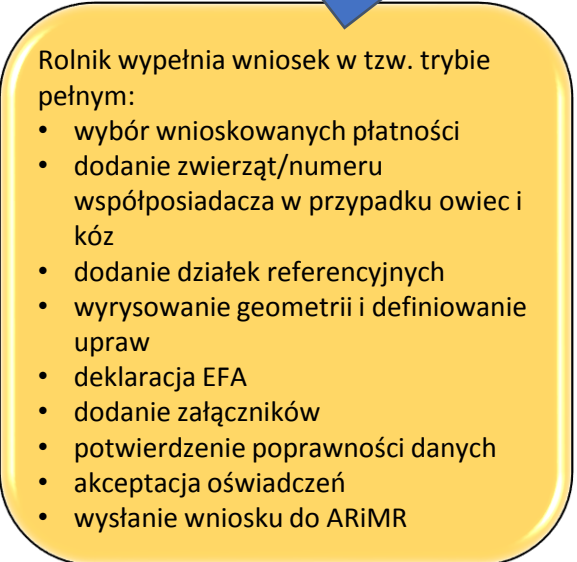 Rolnik wypełnia wniosek w tzw. trybie
pełnym:
• wybór wnioskowanych płatności
• dodanie zwierząt/numeru
współposiadacza w przypadku owiec i
kóz
• dodanie działek referencyjnych
• wyrysowanie geometrii i definiowanie
upraw
• deklaracja EFA
• dodanie załączników
• potwierdzenie poprawności danych
• akceptacja oświadczeń
• wysłanie wniosku do ARiMR